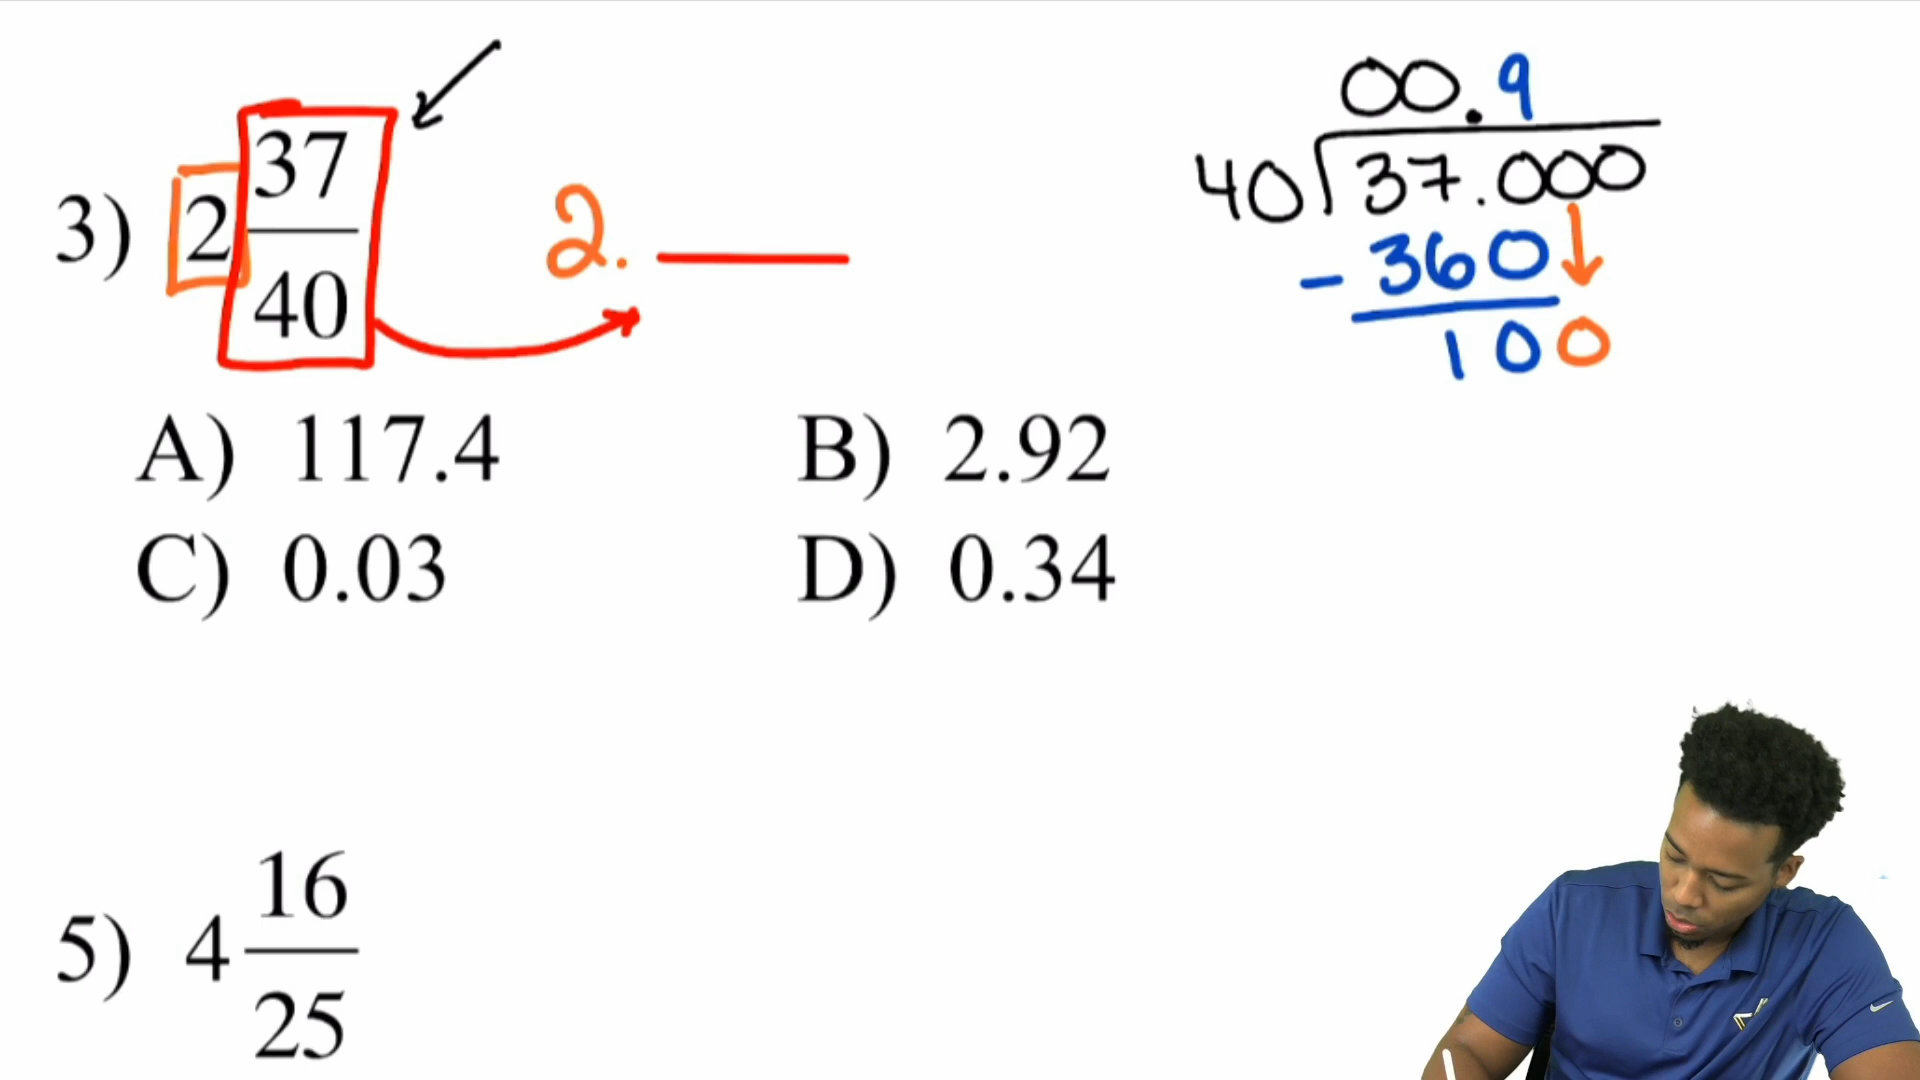 3) 2 37/40 2.
00.9
40 37.000
- 360
100
A) 117.4 B) 2.92
C) 0.03 D) 0.34
5) 4 16/25